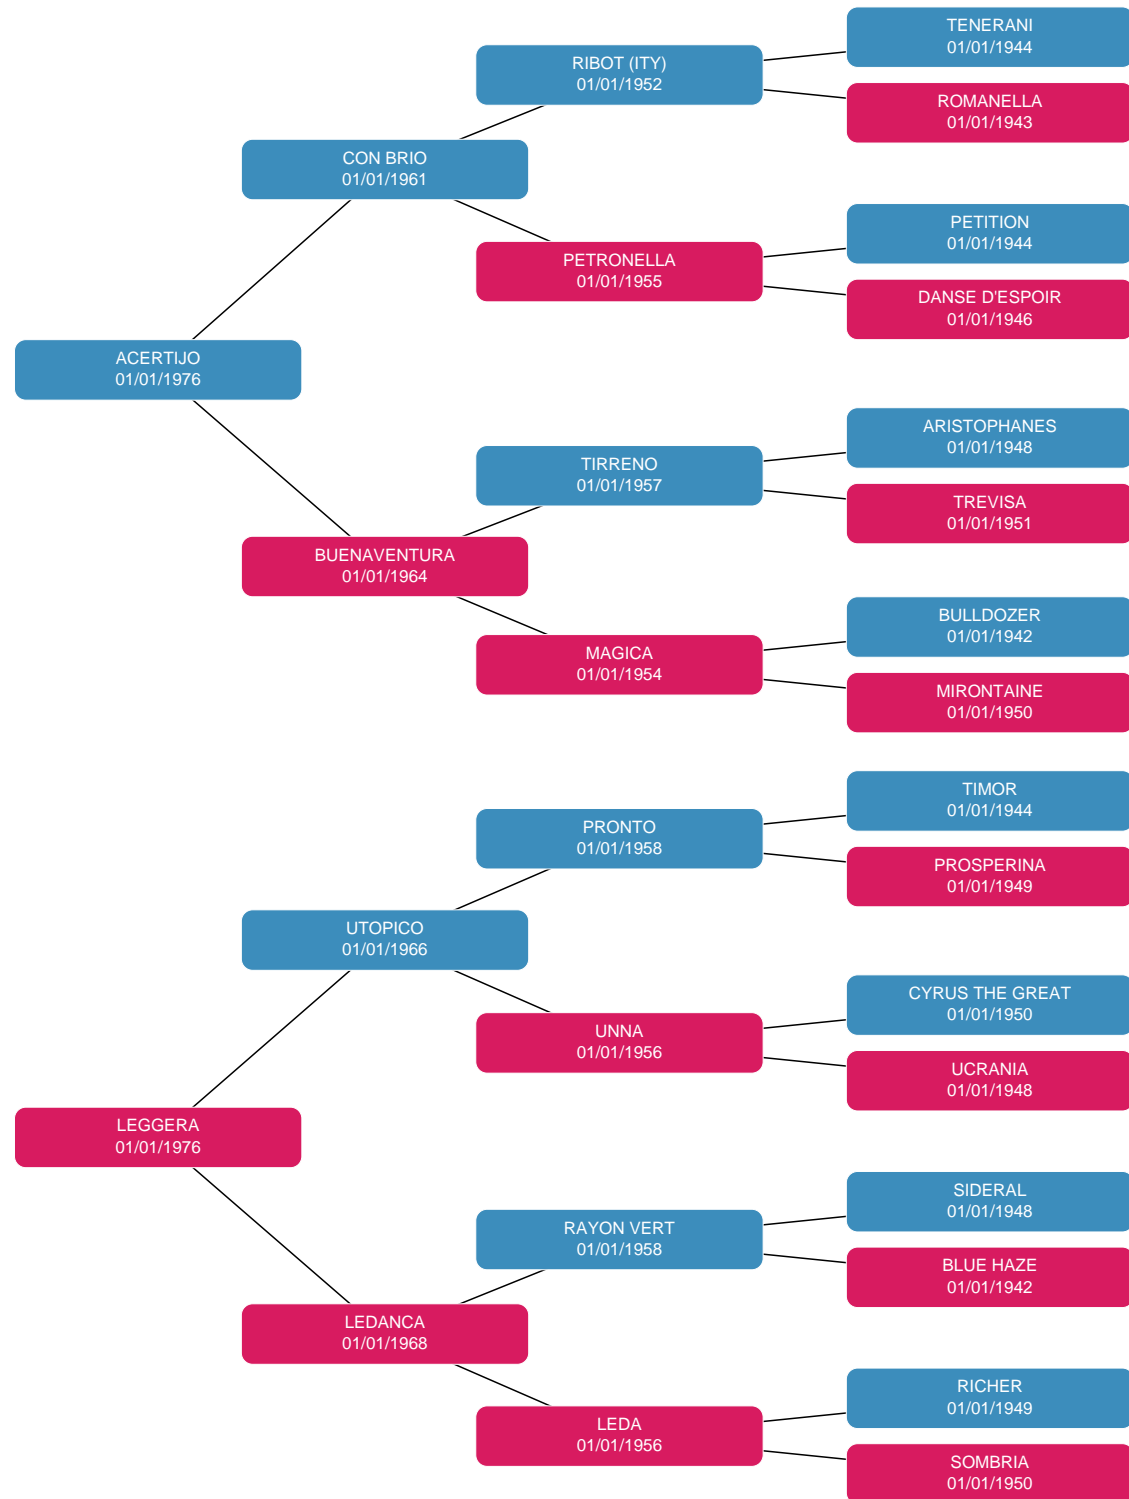 TENERANI
01/01/1944
RIBOT (ITY)
01/01/1952
ROMANELLA
01/01/1943
CON BRIO
01/01/1961
PETITION
01/01/1944
PETRONELLA
01/01/1955
DANSE D'ESPOIR
01/01/1946
ACERTIJO
01/01/1976
ARISTOPHANES
01/01/1948
TIRRENO
01/01/1957
TREVISA
01/01/1951
BUENAVENTURA
01/01/1964
BULLDOZER
01/01/1942
MAGICA
01/01/1954
MIRONTAINE
01/01/1950
TIMOR
01/01/1944
PRONTO
01/01/1958
PROSPERINA
01/01/1949
UTOPICO
01/01/1966
CYRUS THE GREAT
01/01/1950
UNNA
01/01/1956
UCRANIA
01/01/1948
LEGGERA
01/01/1976
SIDERAL
01/01/1948
RAYON VERT
01/01/1958
BLUE HAZE
01/01/1942
LEDANCA
01/01/1968
RICHER
01/01/1949
LEDA
01/01/1956
SOMBRIA
01/01/1950